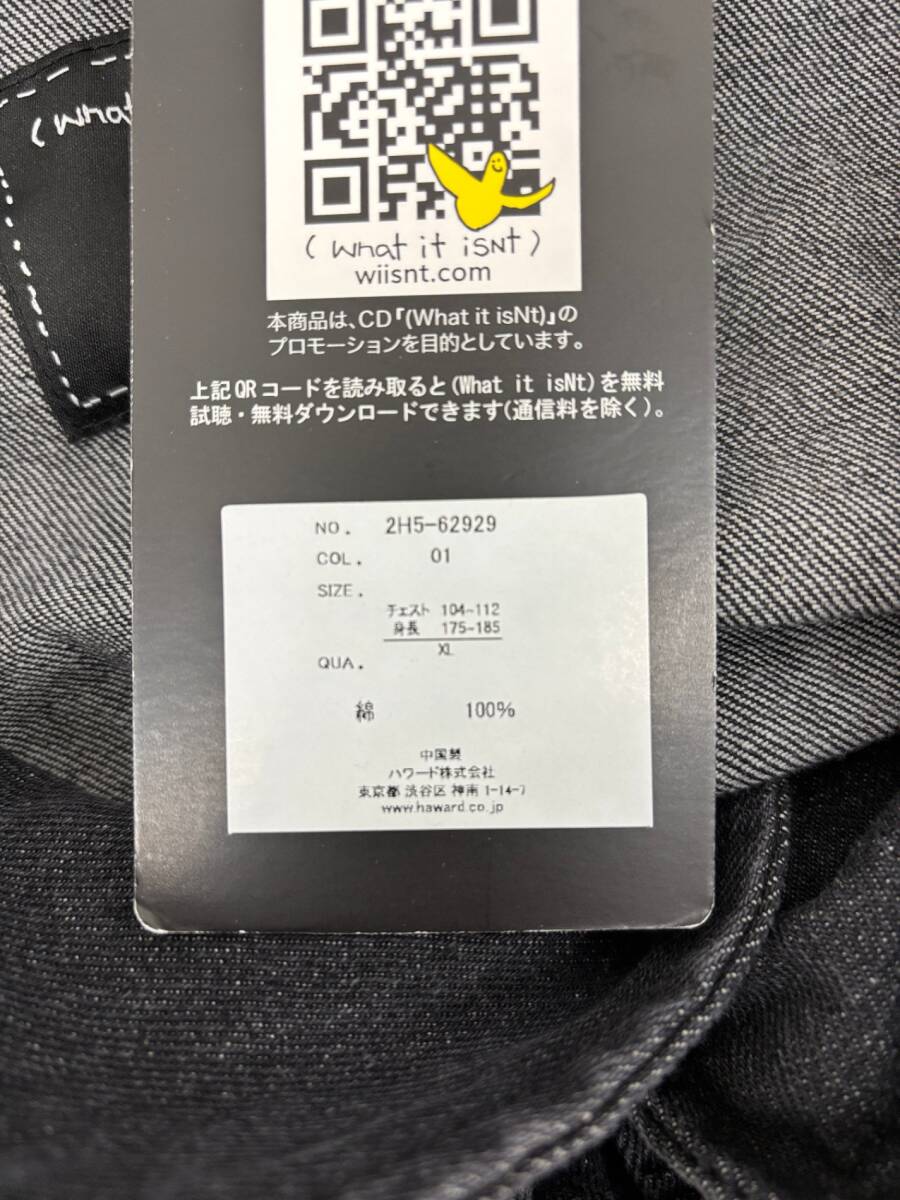 ( What
( What it isNt )
wiisnt.com
本商品は、CD『(What it isNt)』の
プロモーションを目的としています。
上記QRコードを読み取ると(What it isNt)を無料
試聴・無料ダウンロードできます(通信料を除く)。
NO. 2H5-62929
COL. 01
SIZE.
チェスト 104~112
身長 175~185
XL
QUA.
綿 100%
中国製
ハワード株式会社
東京都 渋谷区 神南 1-14-7
www.haward.co.jp